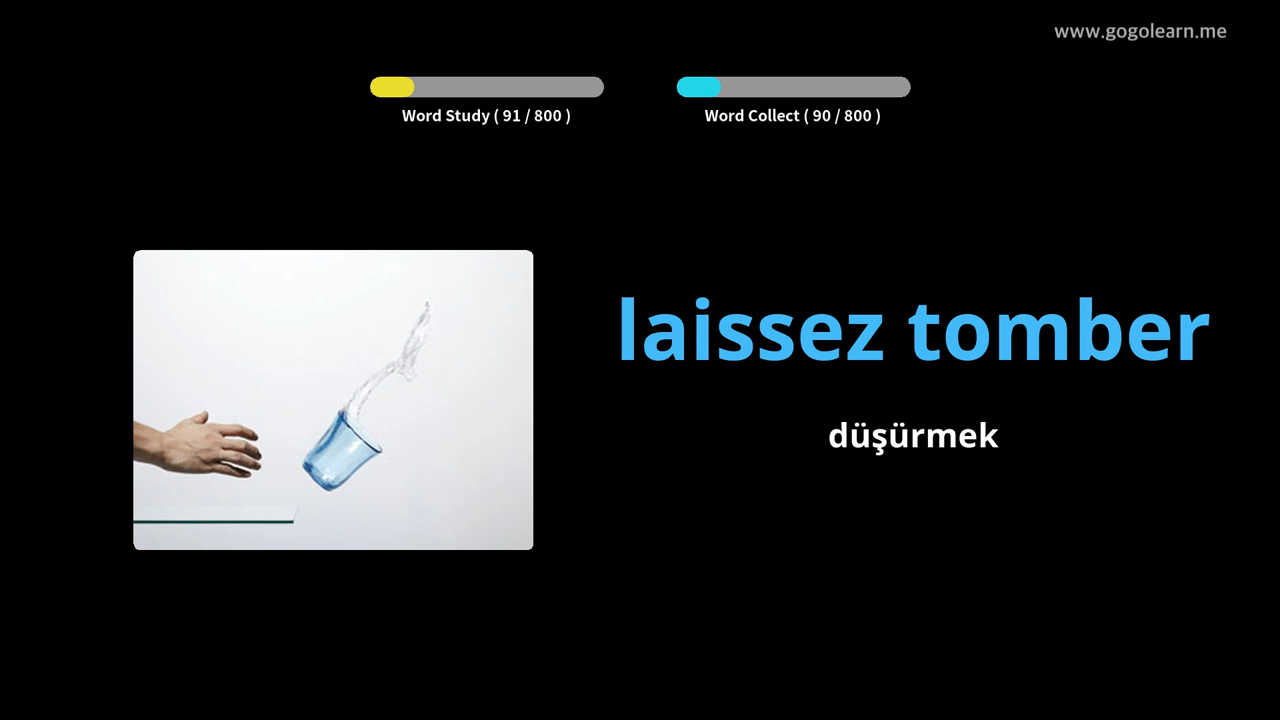 www.gogolearn.me
Word Study ( 91 / 800 )
Word Collect ( 90 / 800 )
laissez tomber
düşürmek